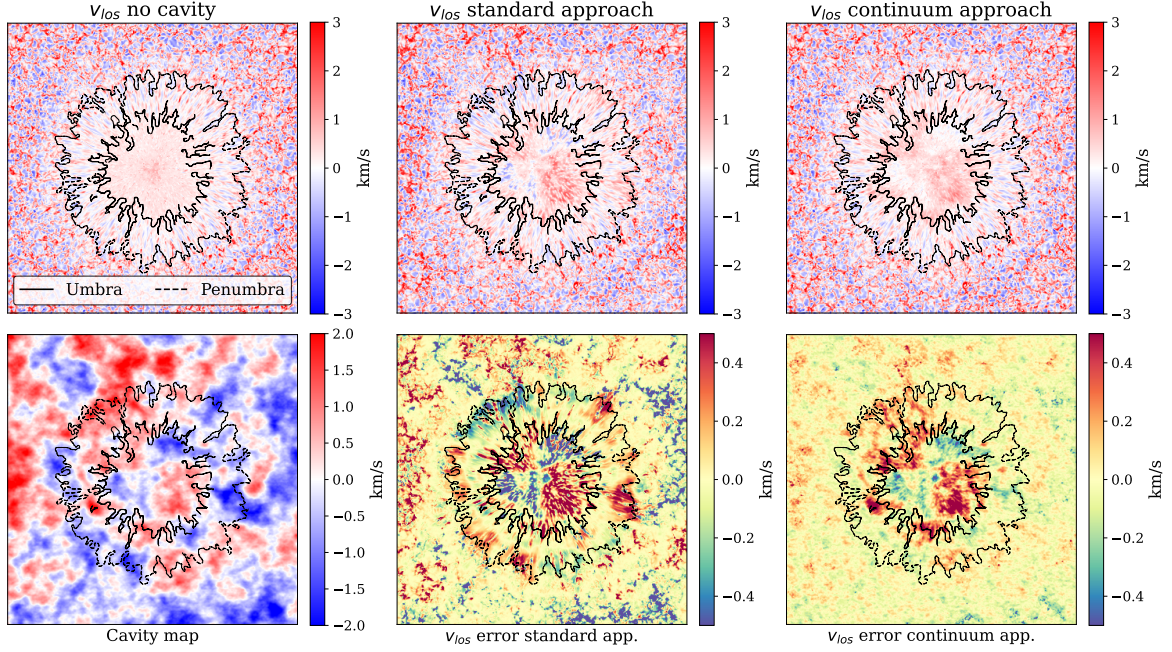 v_los no cavity
v_los standard approach
v_los continuum approach
3
2
1
0
−1
−2
−3
km/s
3
2
1
0
−1
−2
−3
km/s
3
2
1
0
−1
−2
−3
km/s
Umbra
Penumbra
2.0
1.5
1.0
0.5
0.0
−0.5
−1.0
−1.5
−2.0
km/s
0.4
0.2
0.0
−0.2
−0.4
km/s
0.4
0.2
0.0
−0.2
−0.4
km/s
Cavity map
v_los error standard app.
v_los error continuum app.